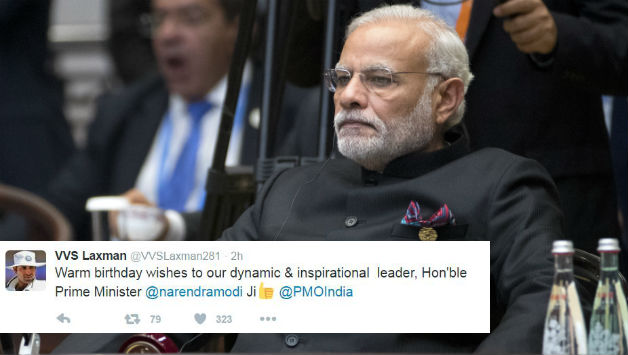 VVS Laxman @VVSLaxman281 · 2h
Warm birthday wishes to our dynamic & inspirational leader, Hon'ble
Prime Minister @narendramodi Ji👍 @PMOIndia
79 323